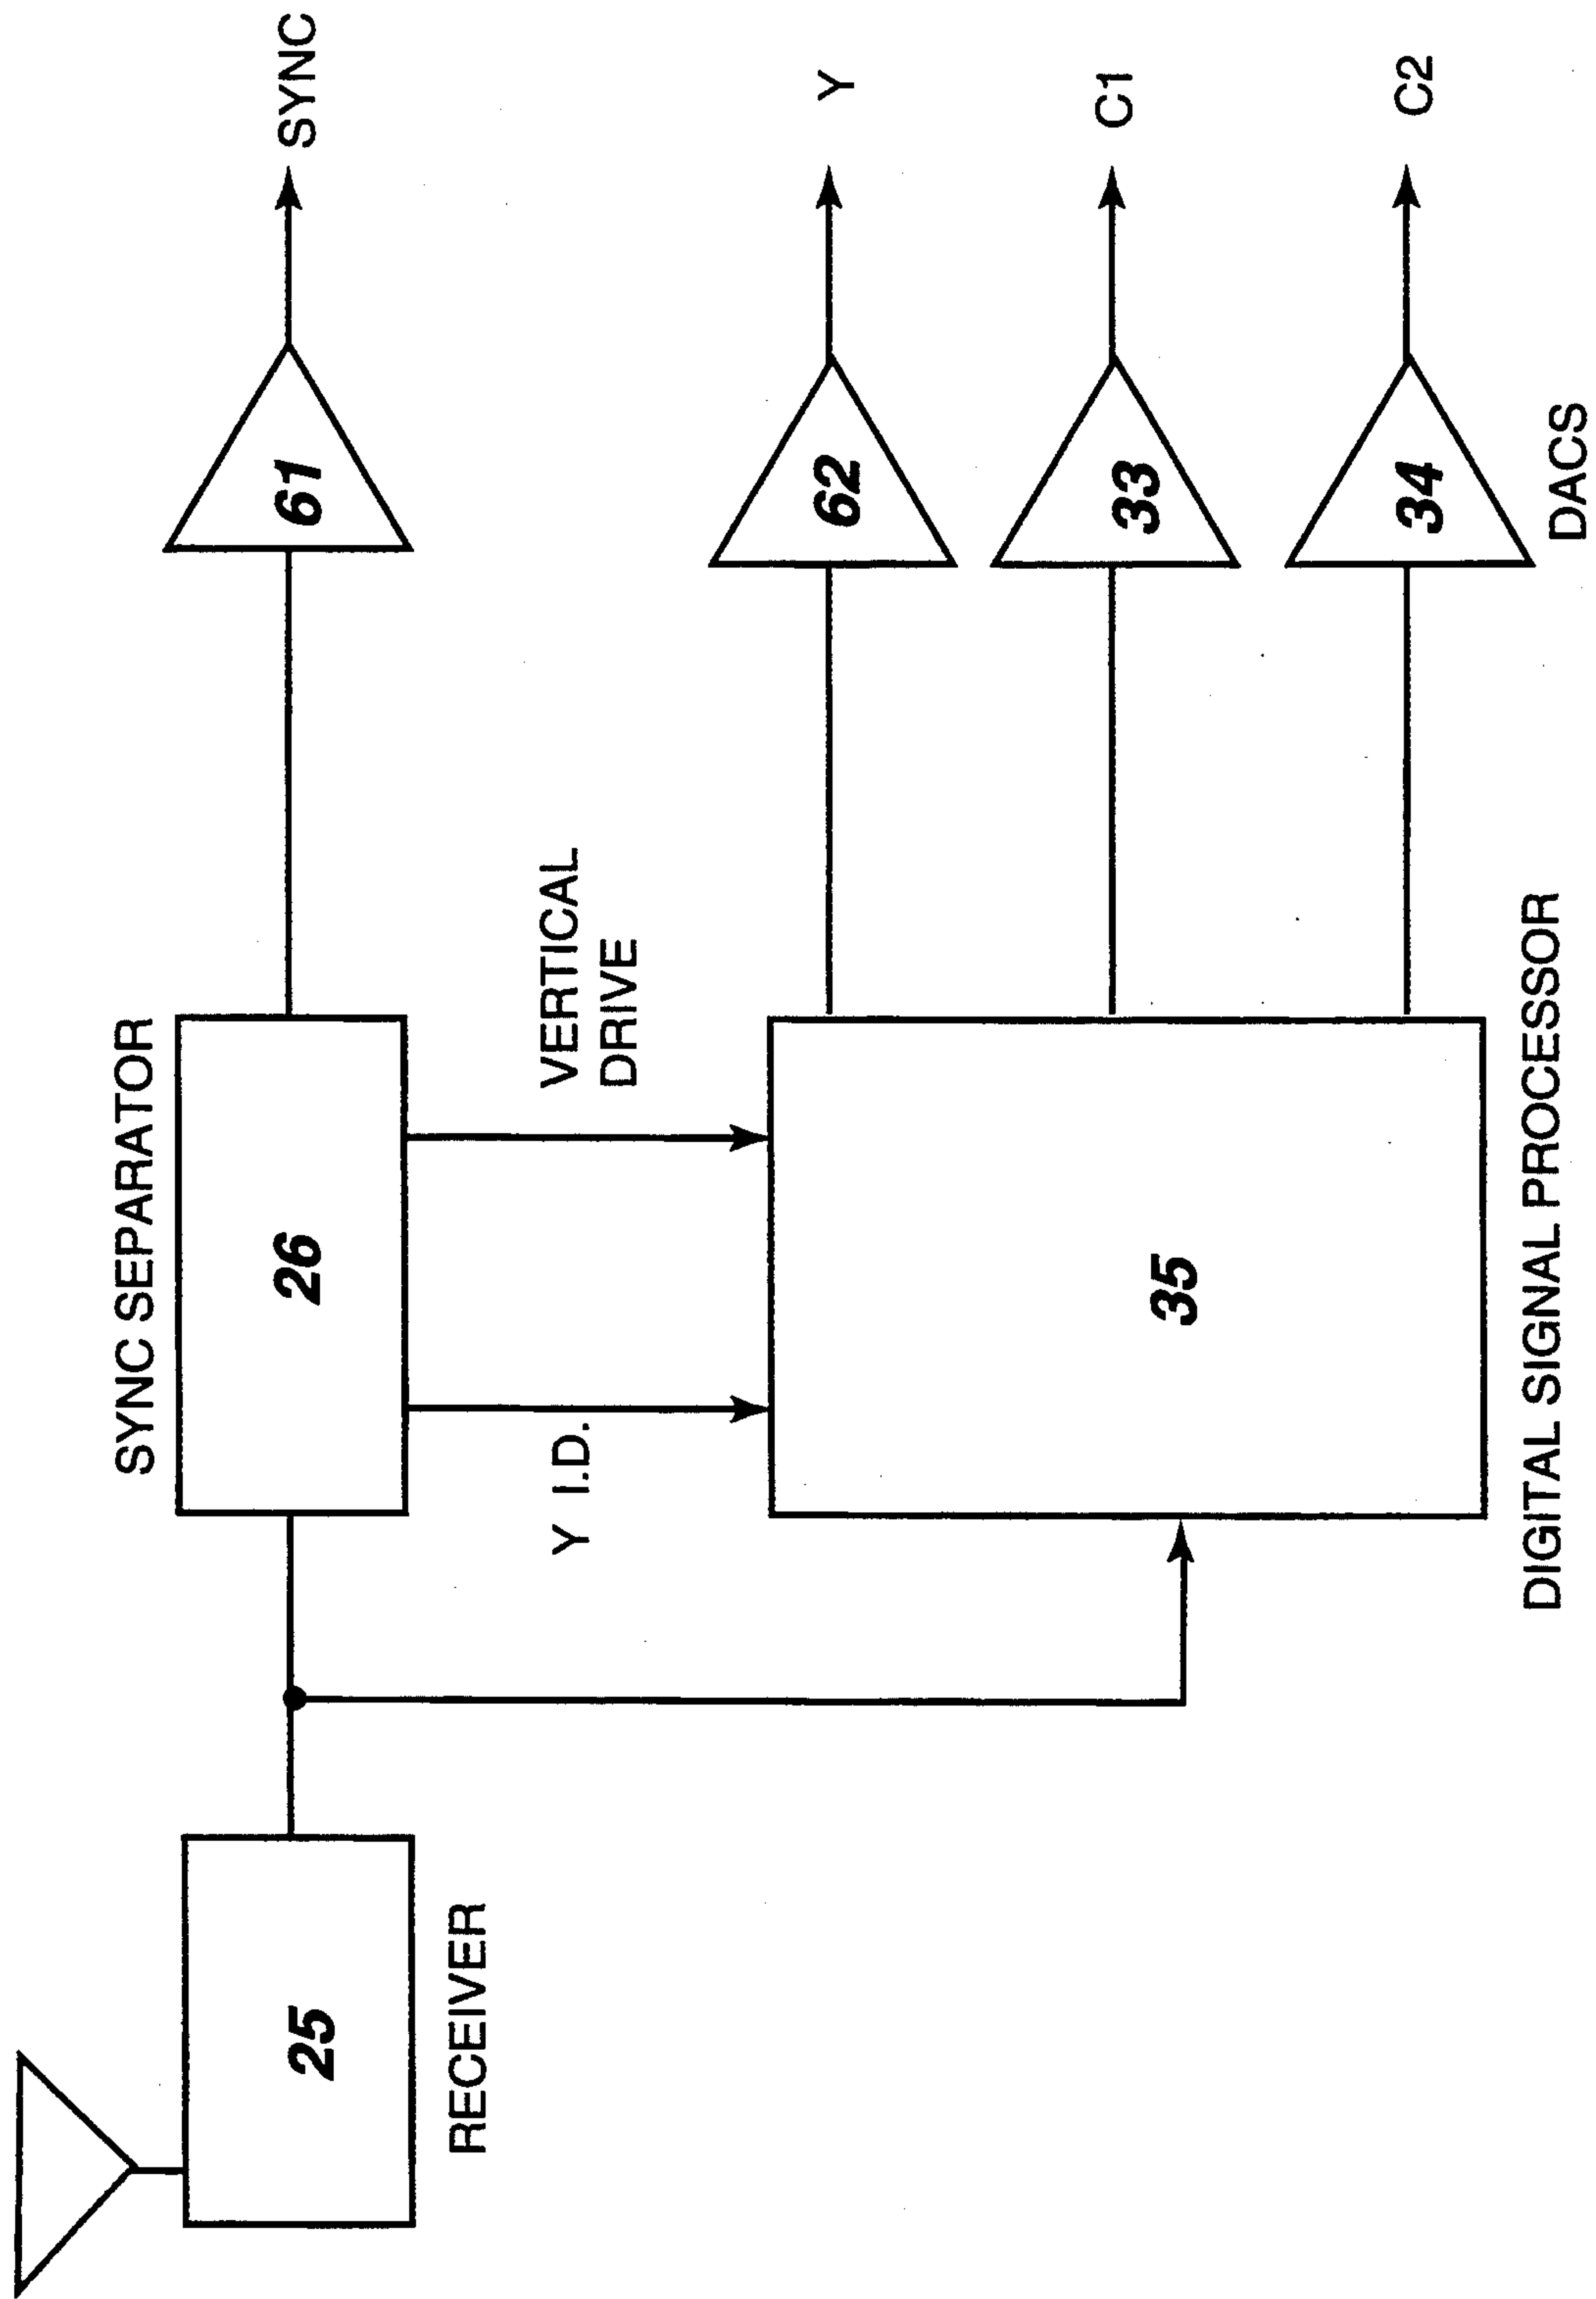 SYNC SEPARATOR
25
26
61
SYNC
RECEIVER
Y I.D.
VERTICAL
DRIVE
62
Y
35
33
C1
34
C2
DIGITAL SIGNAL PROCESSOR
DACS